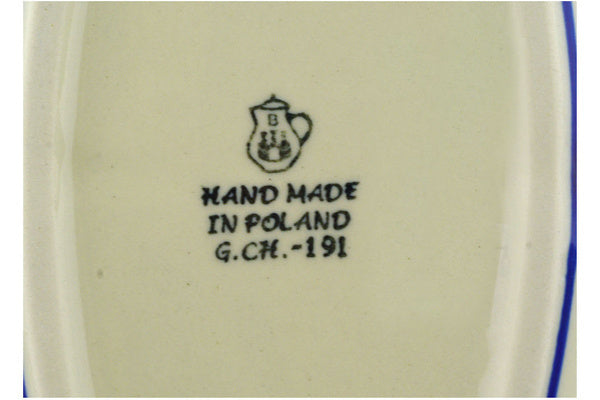 B
HAND MADE
IN POLAND
G.CH.-191